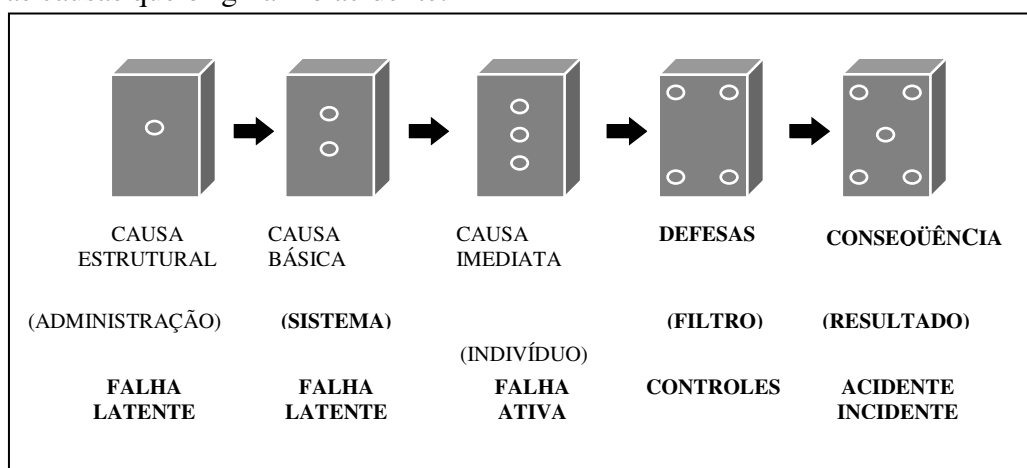 CAUSA
ESTRUTURAL
CAUSA
BÁSICA
CAUSA
IMEDIATA
DEFESAS
CONSEQÜÊNCIA
(ADMINISTRAÇÃO)
(SISTEMA)
(INDIVÍDUO)
(FILTRO)
(RESULTADO)
FALHA
LATENTE
FALHA
LATENTE
FALHA
ATIVA
CONTROLES
ACIDENTE
INCIDENTE